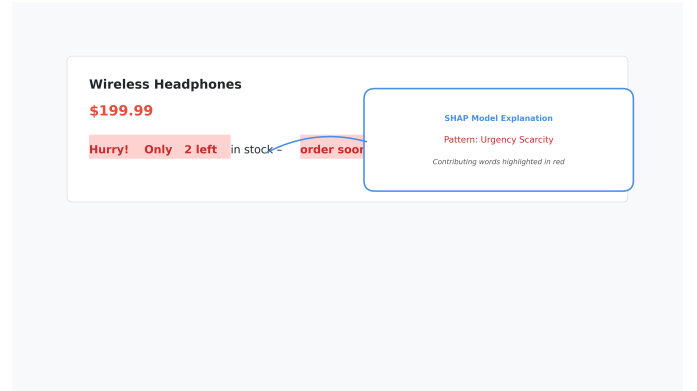 Wireless Headphones
$199.99
Hurry! Only 2 left in stock – order soon
SHAP Model Explanation
Pattern: Urgency Scarcity
Contributing words highlighted in red